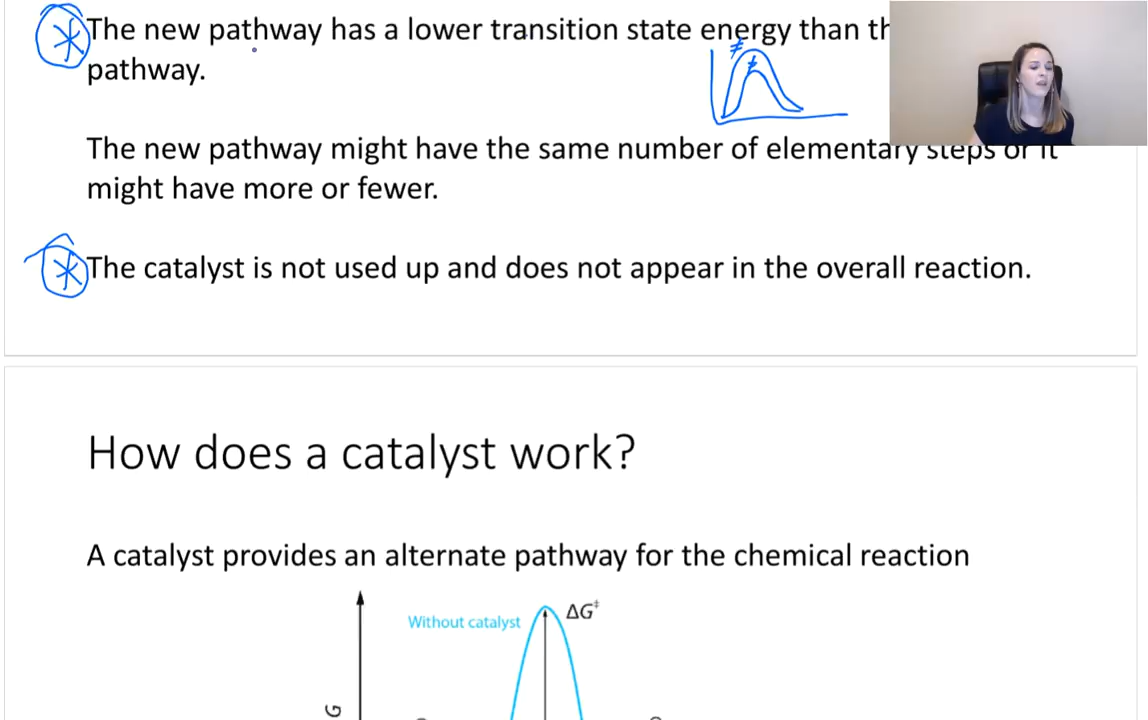 The new pathway has a lower transition state energy than
pathway.
The new pathway might have the same number of elementary steps or it
might have more or fewer.
The catalyst is not used up and does not appear in the overall reaction.
How does a catalyst work?
A catalyst provides an alternate pathway for the chemical reaction
Without catalyst
ΔG‡
G